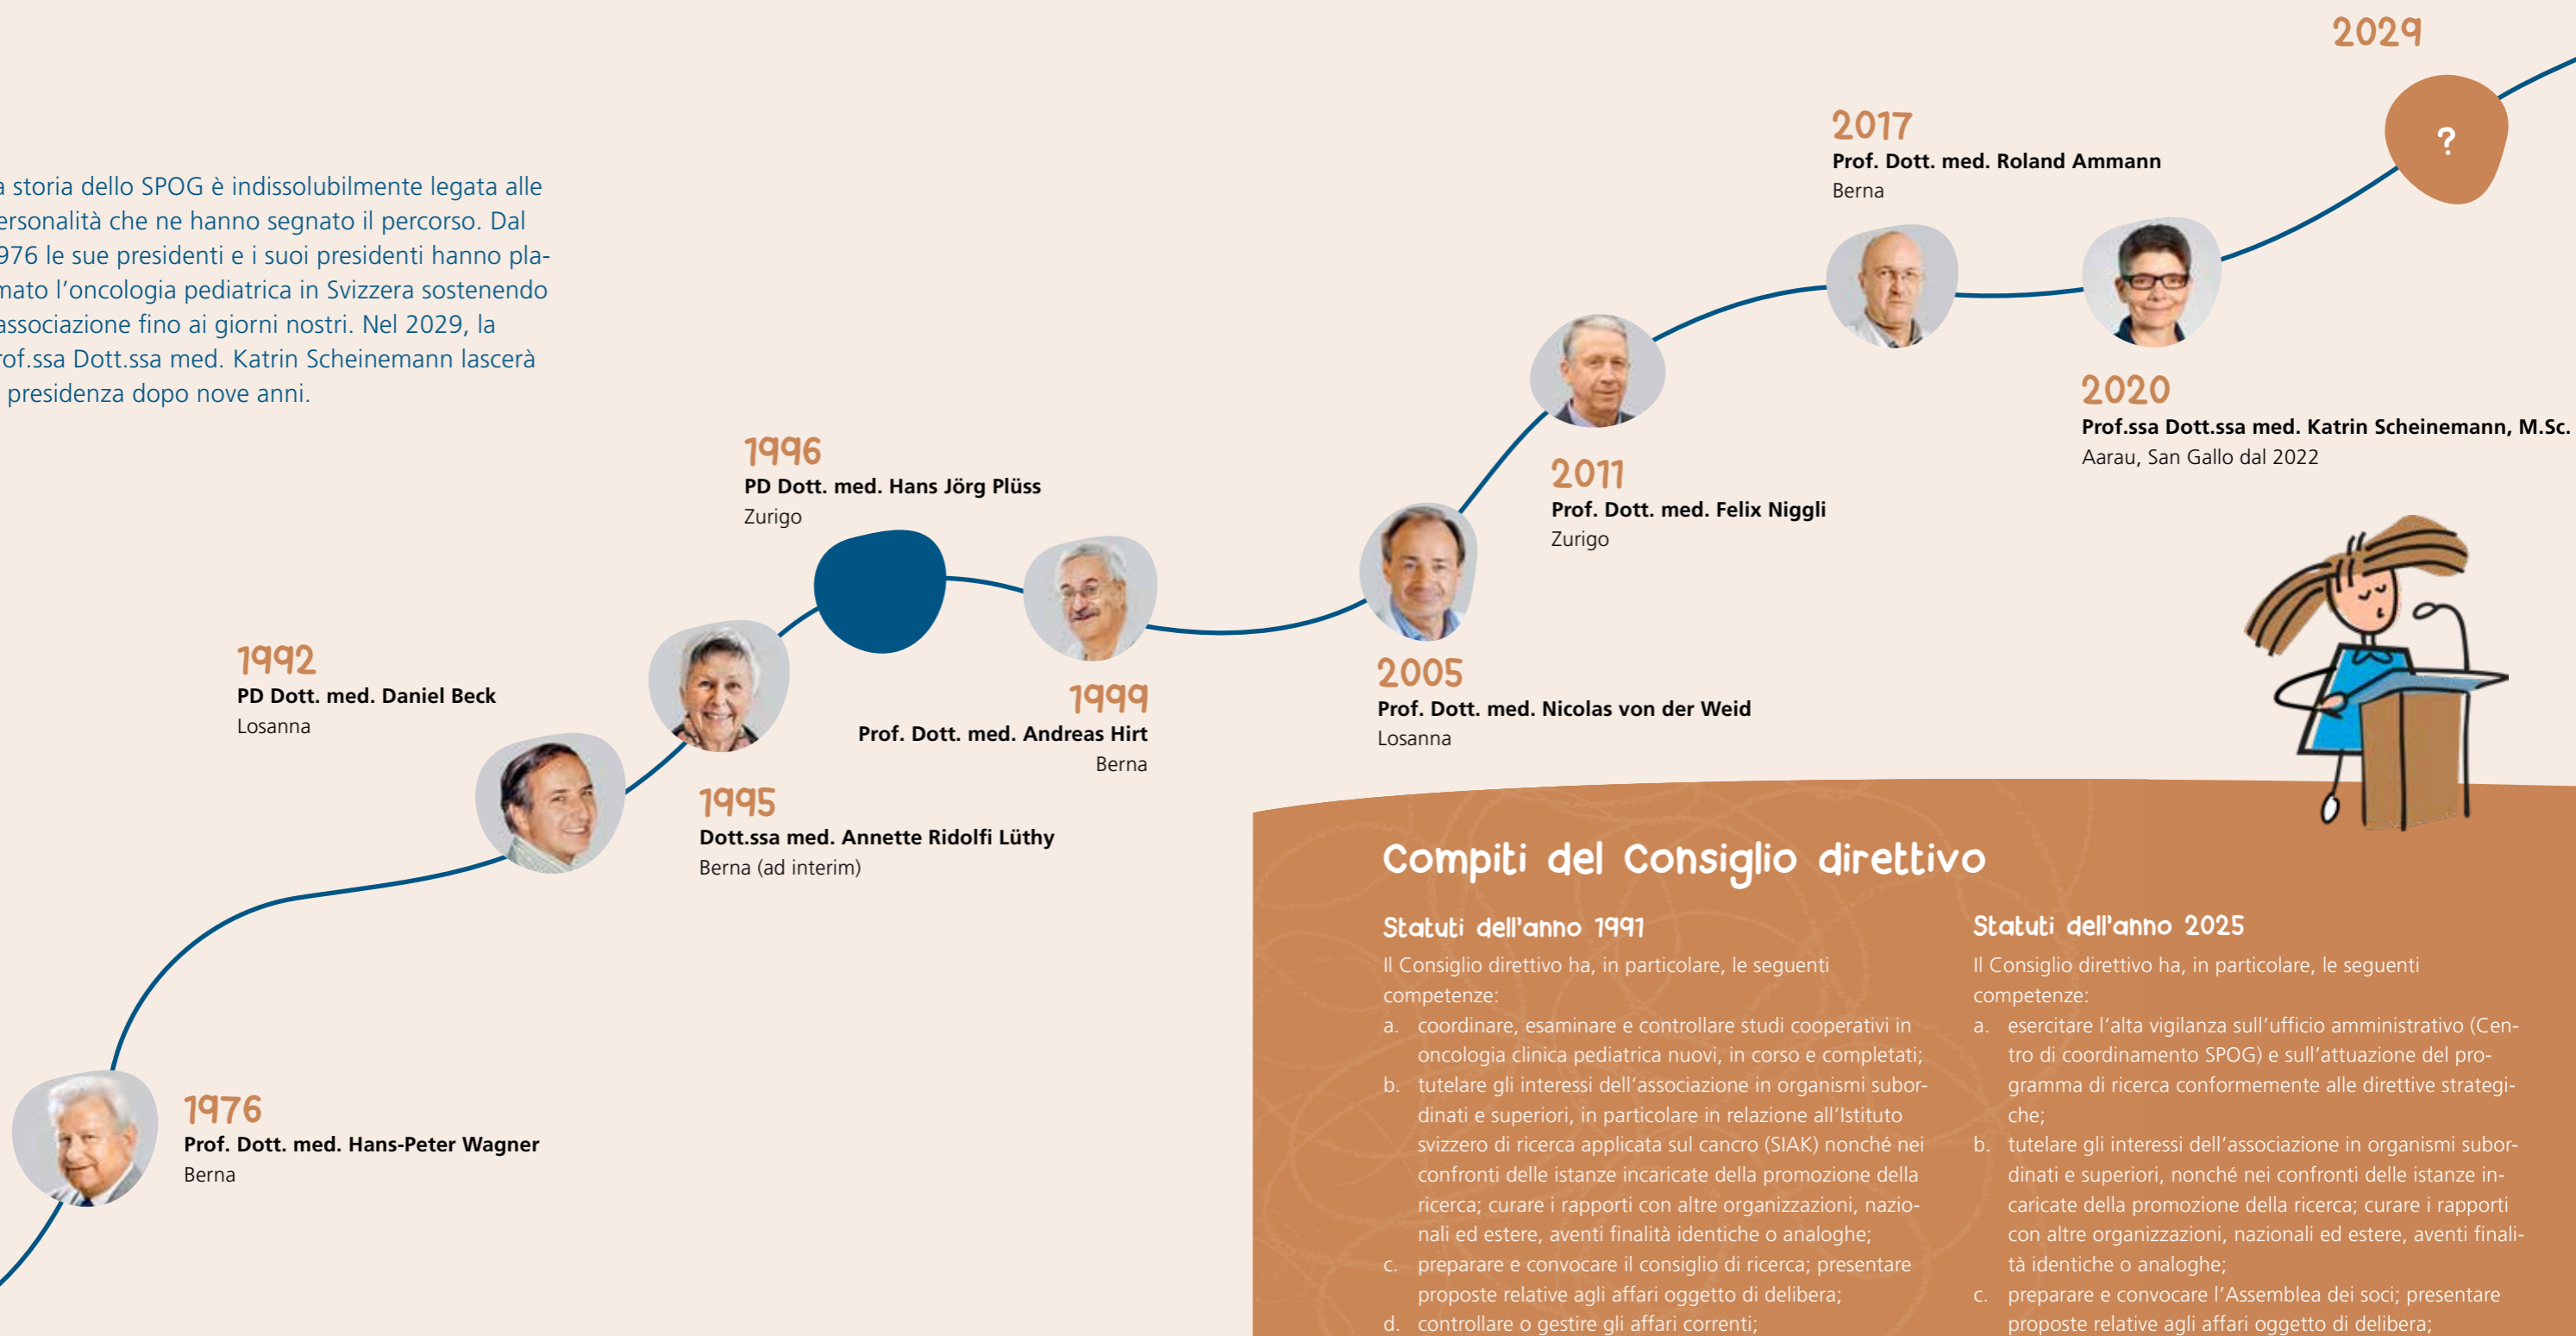 a storia dello SPOG è indissolubilmente legata alle
ersonalità che ne hanno segnato il percorso. Dal
976 le sue presidenti e i suoi presidenti hanno pla-
mato l'oncologia pediatrica in Svizzera sostenendo
associazione fino ai giorni nostri. Nel 2029, la
rof.ssa Dott.ssa med. Katrin Scheinemann lascerà
presidenza dopo nove anni.
1976
Prof. Dott. med. Hans-Peter Wagner
Berna
1992
PD Dott. med. Daniel Beck
Losanna
1995
Dott.ssa med. Annette Ridolfi Lüthy
Berna (ad interim)
1996
PD Dott. med. Hans Jörg Plüss
Zurigo
1999
Prof. Dott. med. Andreas Hirt
Berna
2005
Prof. Dott. med. Nicolas von der Weid
Losanna
2011
Prof. Dott. med. Felix Niggli
Zurigo
2017
Prof. Dott. med. Roland Ammann
Berna
2020
Prof.ssa Dott.ssa med. Katrin Scheinemann, M.Sc.
Aarau, San Gallo dal 2022
2029
?
Compiti del Consiglio direttivo
Statuti dell'anno 1991
Il Consiglio direttivo ha, in particolare, le seguenti
competenze:
a. coordinare, esaminare e controllare studi cooperativi in
oncologia clinica pediatrica nuovi, in corso e completati;
b. tutelare gli interessi dell'associazione in organismi subor-
dinati e superiori, in particolare in relazione all'Istituto
svizzero di ricerca applicata sul cancro (SIAK) nonché nei
confronti delle istanze incaricate della promozione della
ricerca; curare i rapporti con altre organizzazioni, nazio-
nali ed estere, aventi finalità identiche o analoghe;
c. preparare e convocare il consiglio di ricerca; presentare
proposte relative agli affari oggetto di delibera;
d. controllare o gestire gli affari correnti;
Statuti dell'anno 2025
Il Consiglio direttivo ha, in particolare, le seguenti
competenze:
a. esercitare l'alta vigilanza sull'ufficio amministrativo (Cen-
tro di coordinamento SPOG) e sull'attuazione del pro-
gramma di ricerca conformemente alle direttive strategi-
che;
b. tutelare gli interessi dell'associazione in organismi subor-
dinati e superiori, nonché nei confronti delle istanze in-
caricate della promozione della ricerca; curare i rapporti
con altre organizzazioni, nazionali ed estere, aventi finali-
tà identiche o analoghe;
c. preparare e convocare l'Assemblea dei soci; presentare
proposte relative agli affari oggetto di delibera;